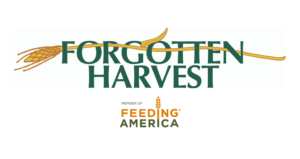 FORGOTTEN
HARVEST
MEMBER OF
FEEDING®
AMERICA